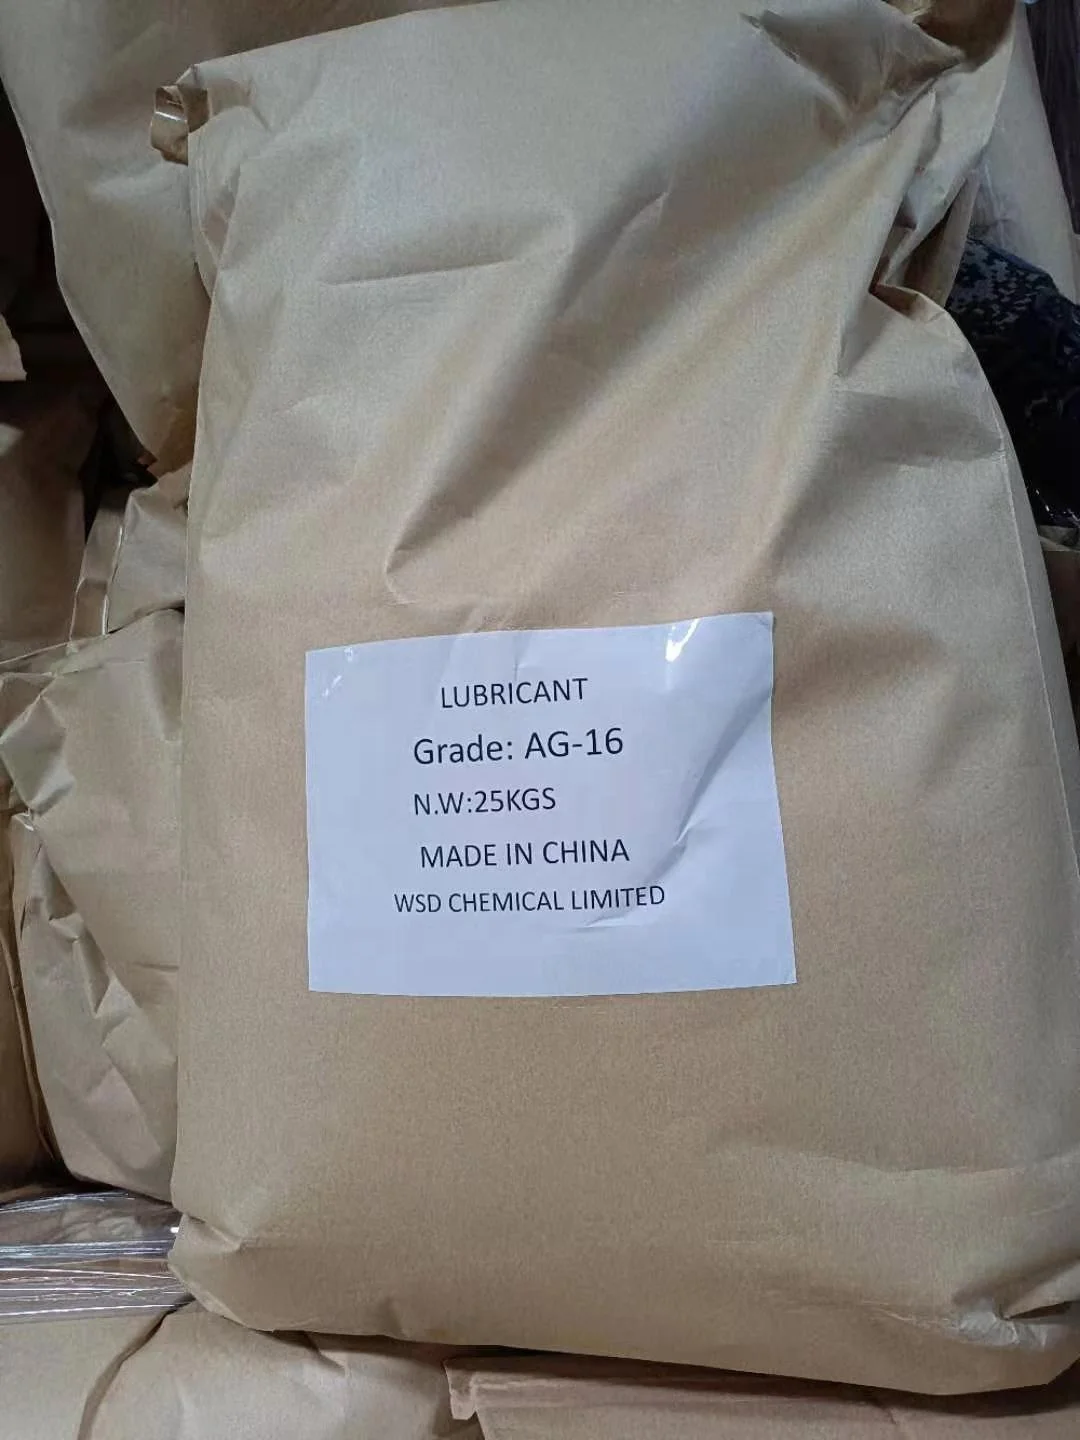 LUBRICANT
Grade: AG-16
N.W:25KGS
MADE IN CHINA
WSD CHEMICAL LIMITED